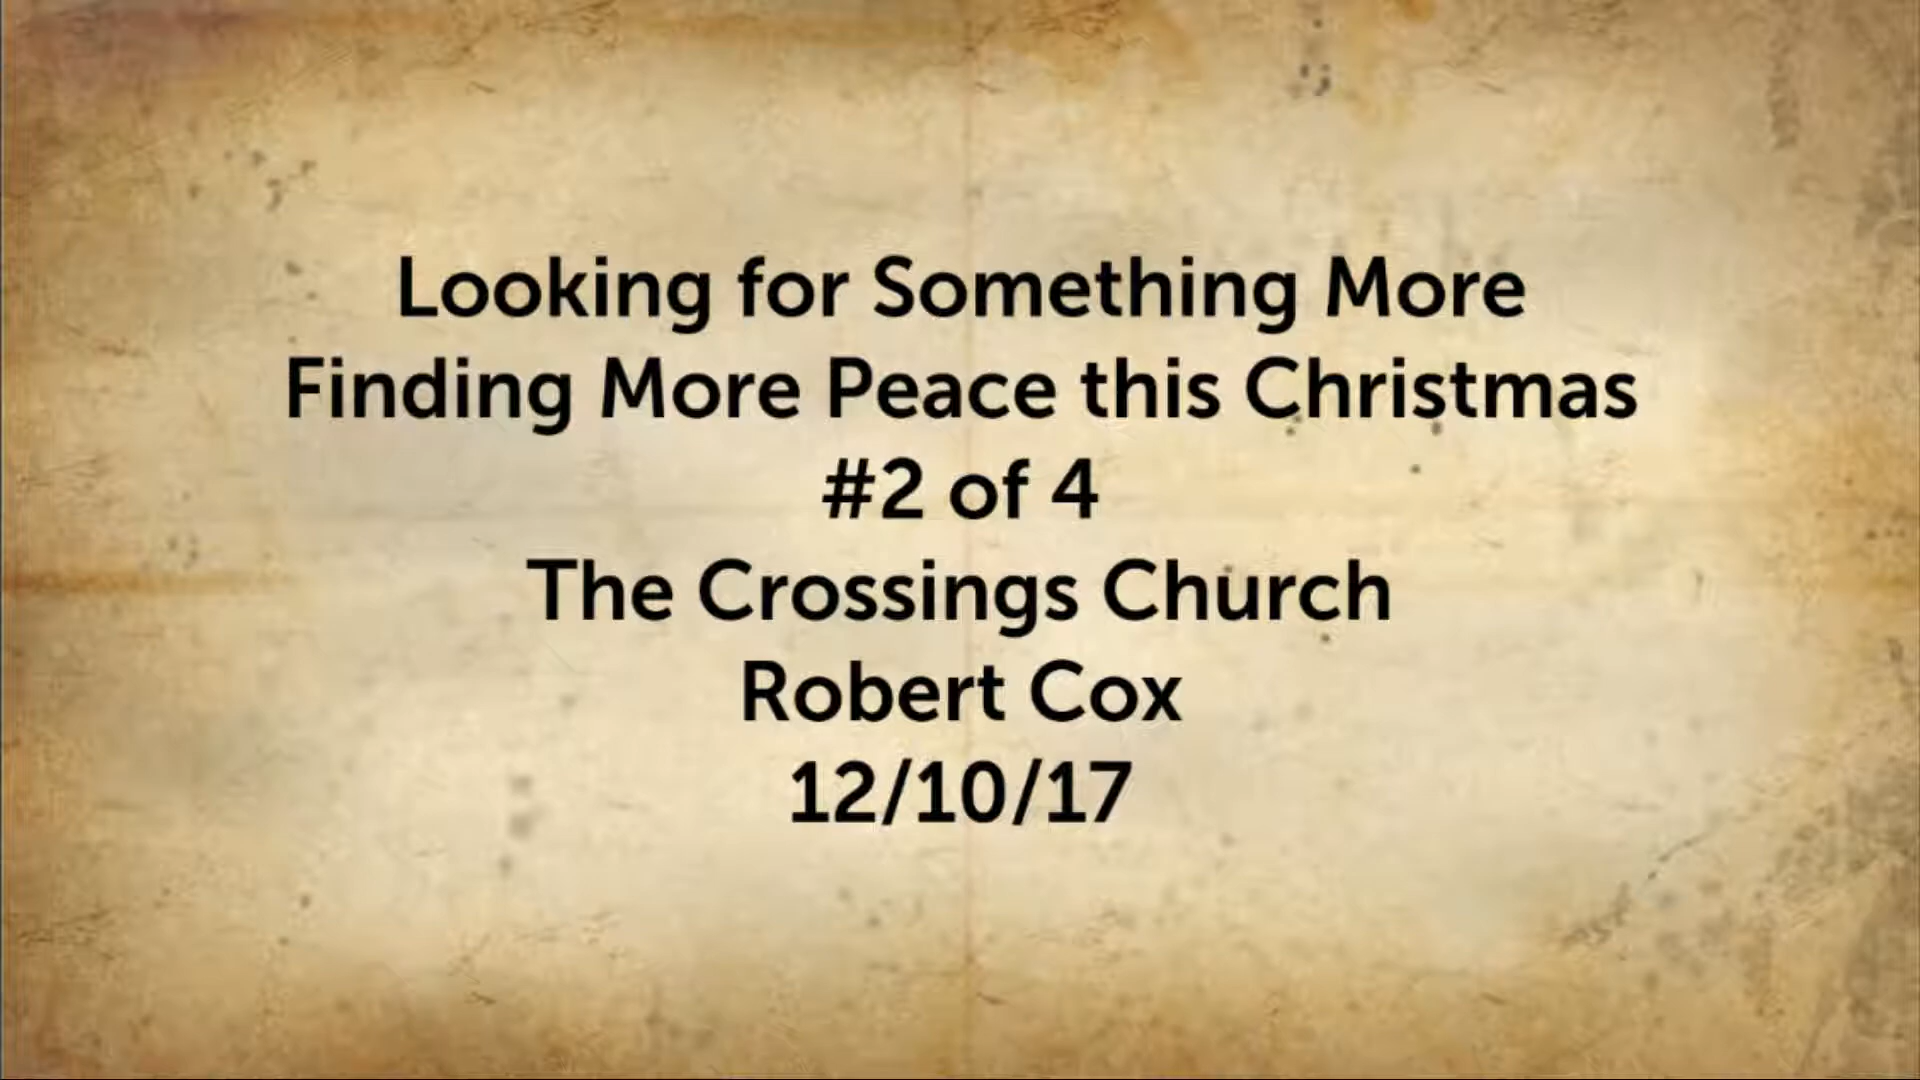 Looking for Something More
Finding More Peace this Christmas
#2 of 4
The Crossings Church
Robert Cox
12/10/17